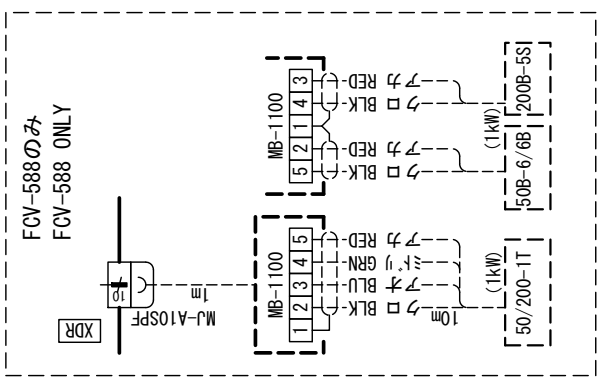 FCV-588のみ
FCV-588 ONLY
XDR
10
MJ-A10SPF
1m
MB-1100
3
4
1
2
5
アカ RED
クロ BLK
アカ RED
クロ BLK
(1kW)
200B-5S
50B-6/6B
MB-1100
5
4
3
2
1
アカ RED
ミドリ GRN
アオ BLU
クロ BLK
10m
(1kW)
50/200-1T